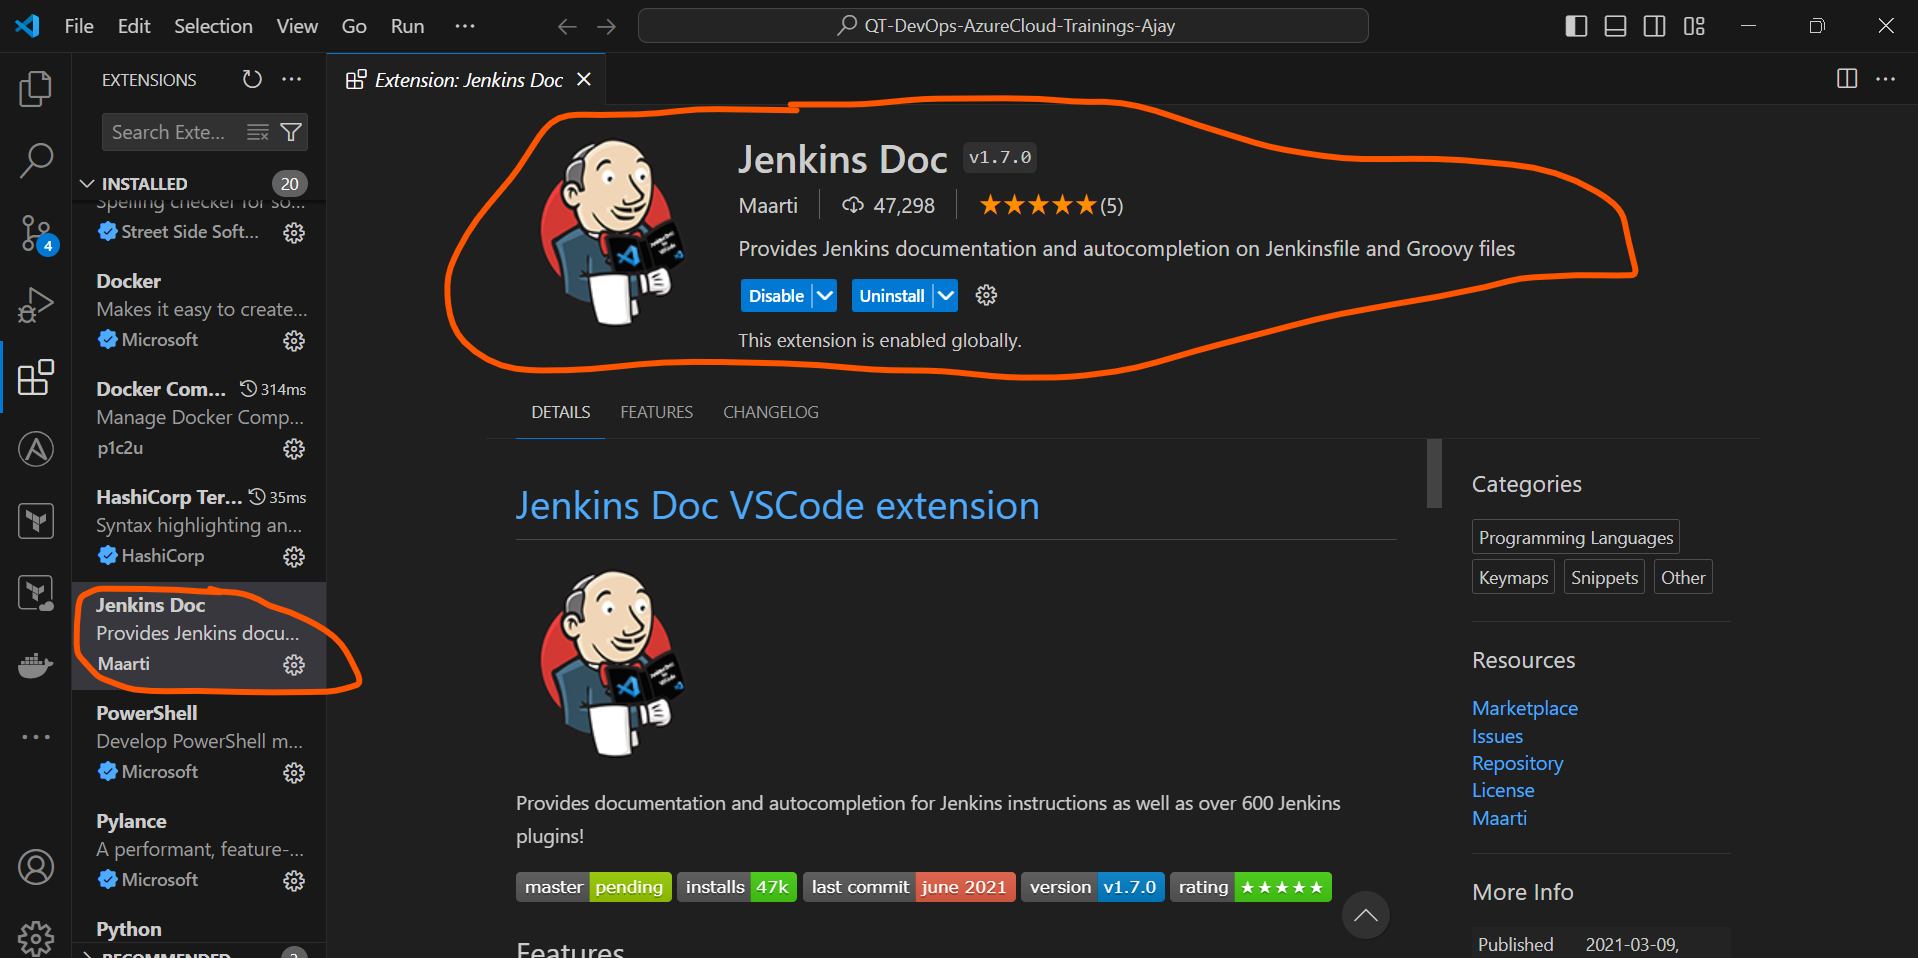 File Edit Selection View Go Run ...
QT-DevOps-AzureCloud-Trainings-Ajay
EXTENSIONS
Search Exte...
INSTALLED 20
Spelling checker for so...
Street Side Soft...
4
Docker
Makes it easy to create...
Microsoft
Docker Com... 314ms
Manage Docker Comp...
p1c2u
HashiCorp Ter... 35ms
Syntax highlighting an...
HashiCorp
Jenkins Doc
Provides Jenkins docu...
Maarti
PowerShell
Develop PowerShell m...
Microsoft
Pylance
A performant, feature-...
Microsoft
Python
RECOMMENDED
Extension: Jenkins Doc
Jenkins Doc v1.7.0
Maarti 47,298 ★★★★★(5)
Provides Jenkins documentation and autocompletion on Jenkinsfile and Groovy files
Disable Uninstall
This extension is enabled globally.
DETAILS FEATURES CHANGELOG
Jenkins Doc VSCode extension
Provides documentation and autocompletion for Jenkins instructions as well as over 600 Jenkins
plugins!
master pending installs 47k last commit june 2021 version v1.7.0 rating ★★★★★
Features
Categories
Programming Languages
Keymaps Snippets Other
Resources
Marketplace
Issues
Repository
License
Maarti
More Info
Published 2021-03-09,